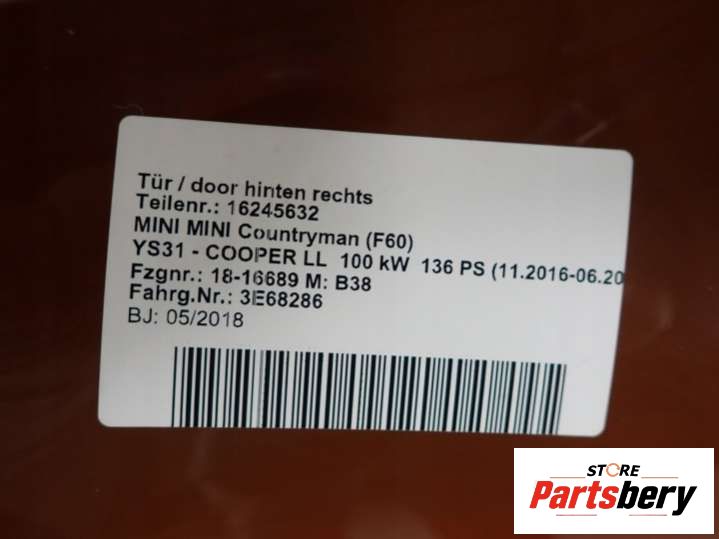 Tür / door hinten rechts
Teilenr.: 16245632
MINI MINI Countryman (F60)
YS31 - COOPER LL 100 kW 136 PS (11.2016-06.20
Fzgnr.: 18-16689 M: B38
Fahrg.Nr.: 3E68286
BJ: 05/2018
STORE
Partsbery